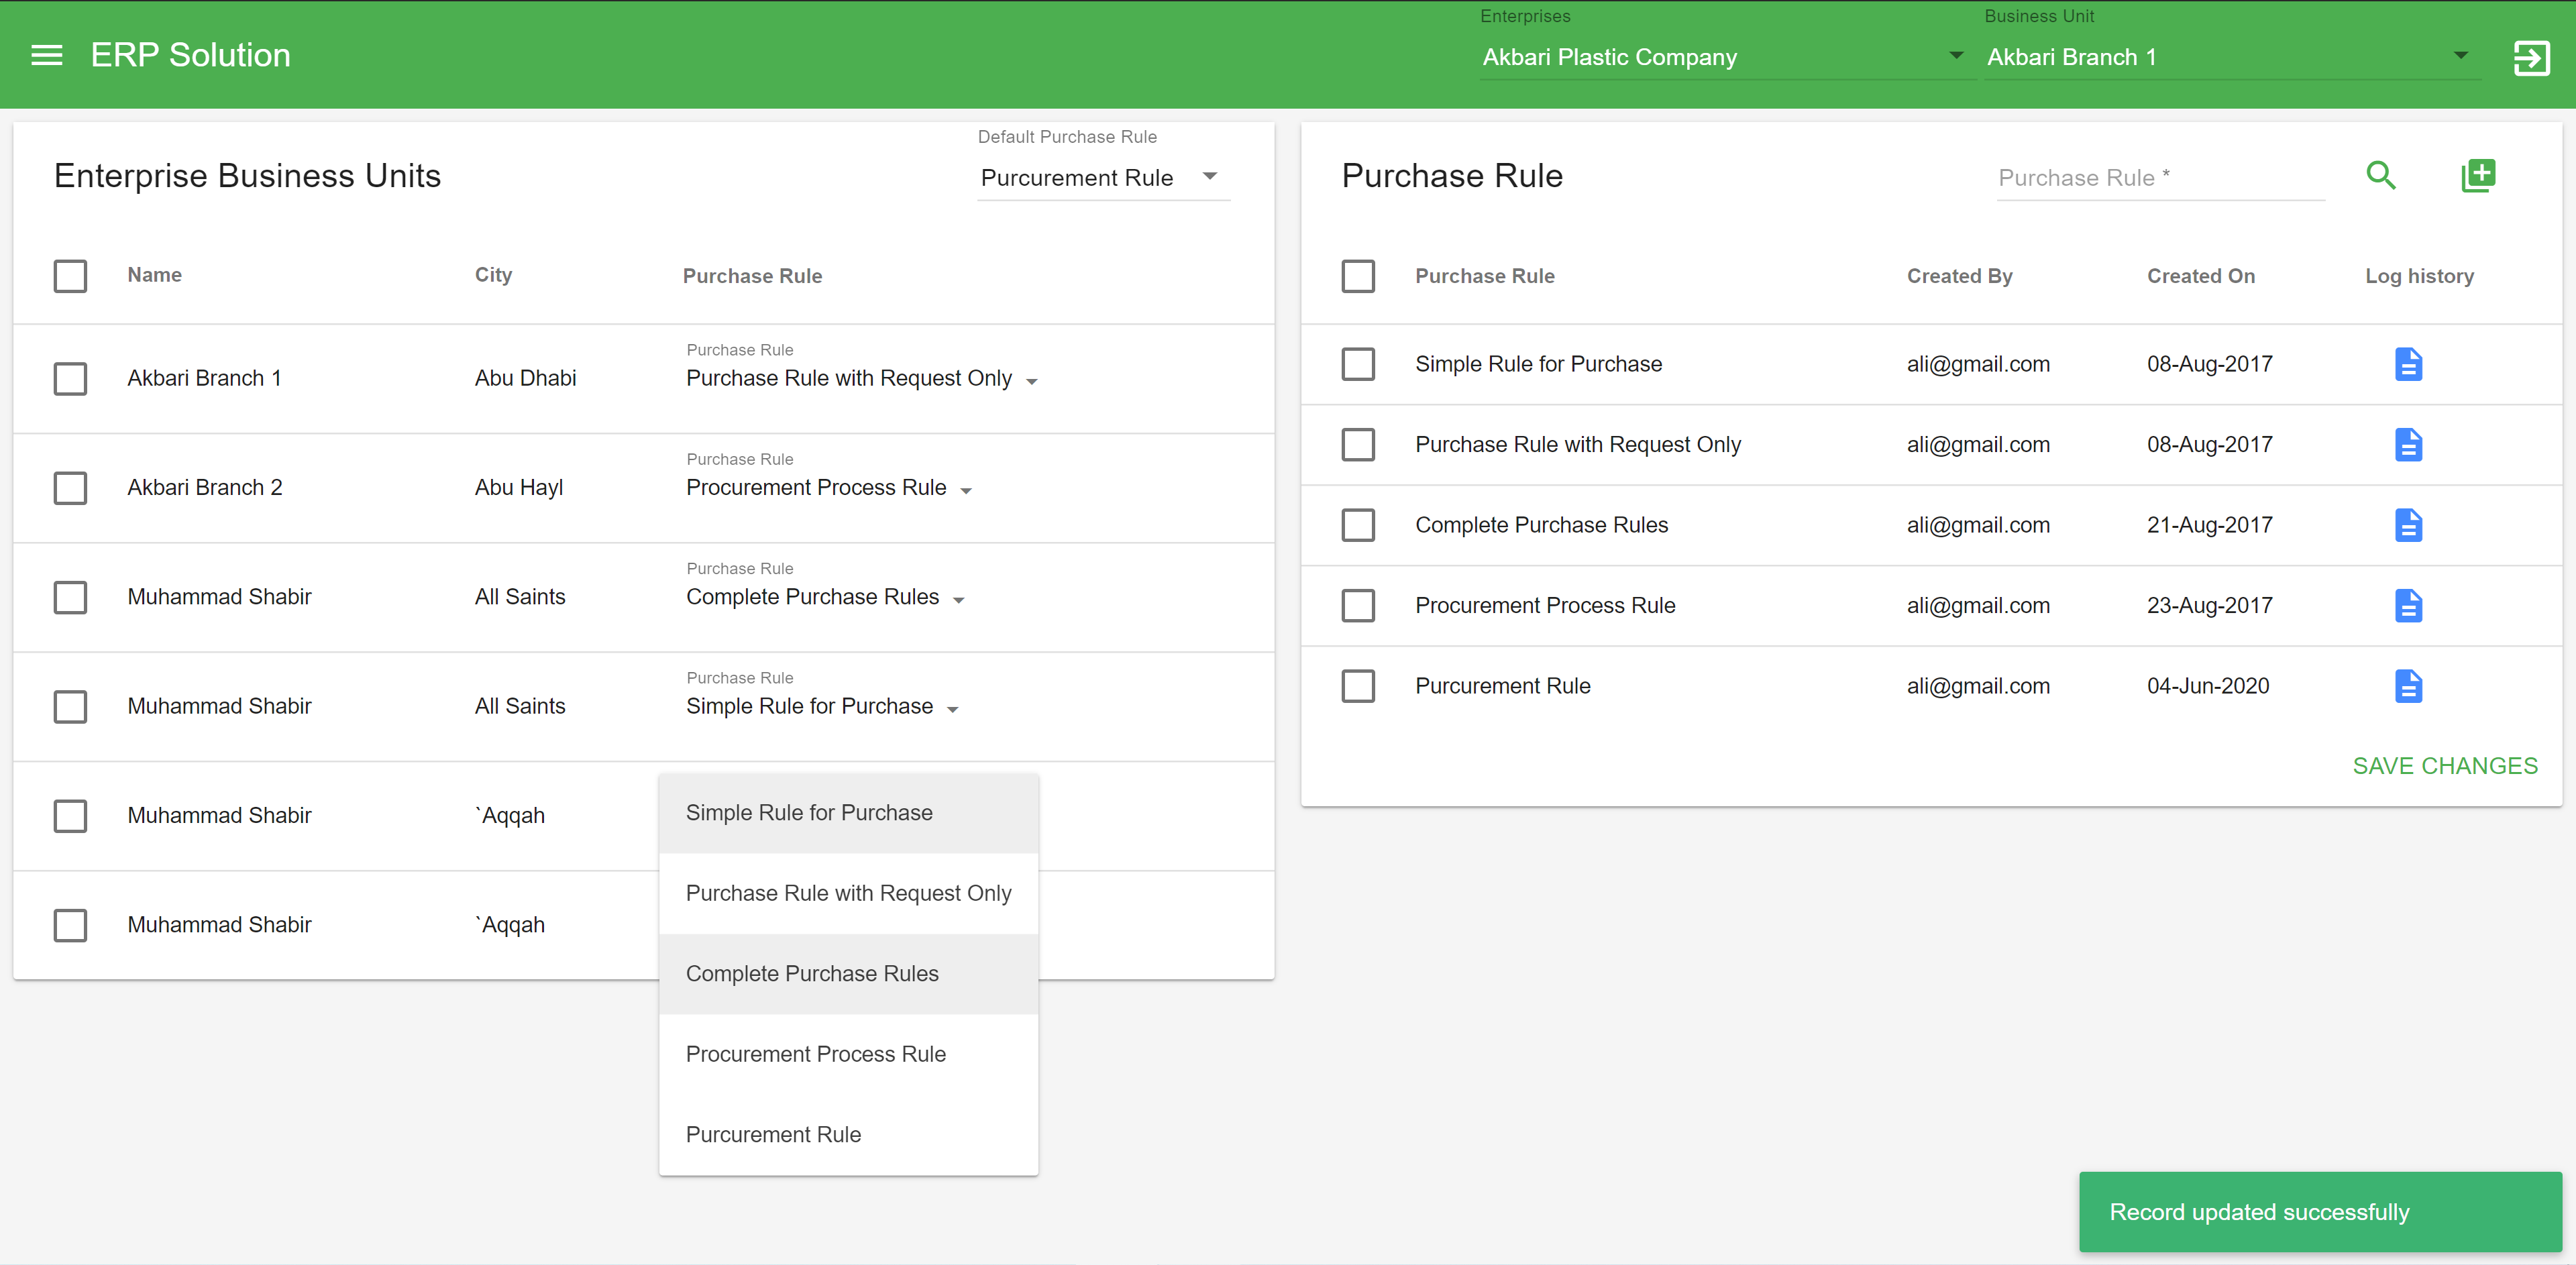 ERP Solution
Enterprises
Akbari Plastic Company
Business Unit
Akbari Branch 1
Enterprise Business Units
Default Purchase Rule
Purcurement Rule
Name City Purchase Rule
Purchase Rule
Akbari Branch 1 Abu Dhabi Purchase Rule with Request Only
Purchase Rule
Akbari Branch 2 Abu Hayl Procurement Process Rule
Purchase Rule
Muhammad Shabir All Saints Complete Purchase Rules
Purchase Rule
Muhammad Shabir All Saints Simple Rule for Purchase
Muhammad Shabir `Aqqah
Muhammad Shabir `Aqqah
Simple Rule for Purchase
Purchase Rule with Request Only
Complete Purchase Rules
Procurement Process Rule
Purcurement Rule
Purchase Rule
Purchase Rule *
Purchase Rule Created By Created On Log history
Simple Rule for Purchase ali@gmail.com 08-Aug-2017
Purchase Rule with Request Only ali@gmail.com 08-Aug-2017
Complete Purchase Rules ali@gmail.com 21-Aug-2017
Procurement Process Rule ali@gmail.com 23-Aug-2017
Purcurement Rule ali@gmail.com 04-Jun-2020
SAVE CHANGES
Record updated successfully